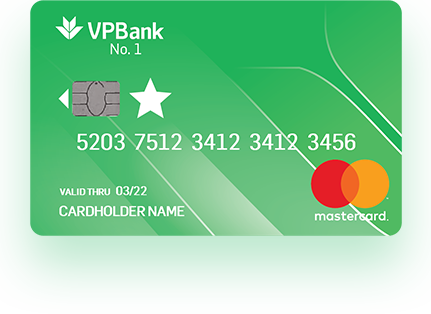 VPBank
No. 1
5203 7512 3412 3412 3456
VALID THRU 03/22
CARDHOLDER NAME
mastercard.